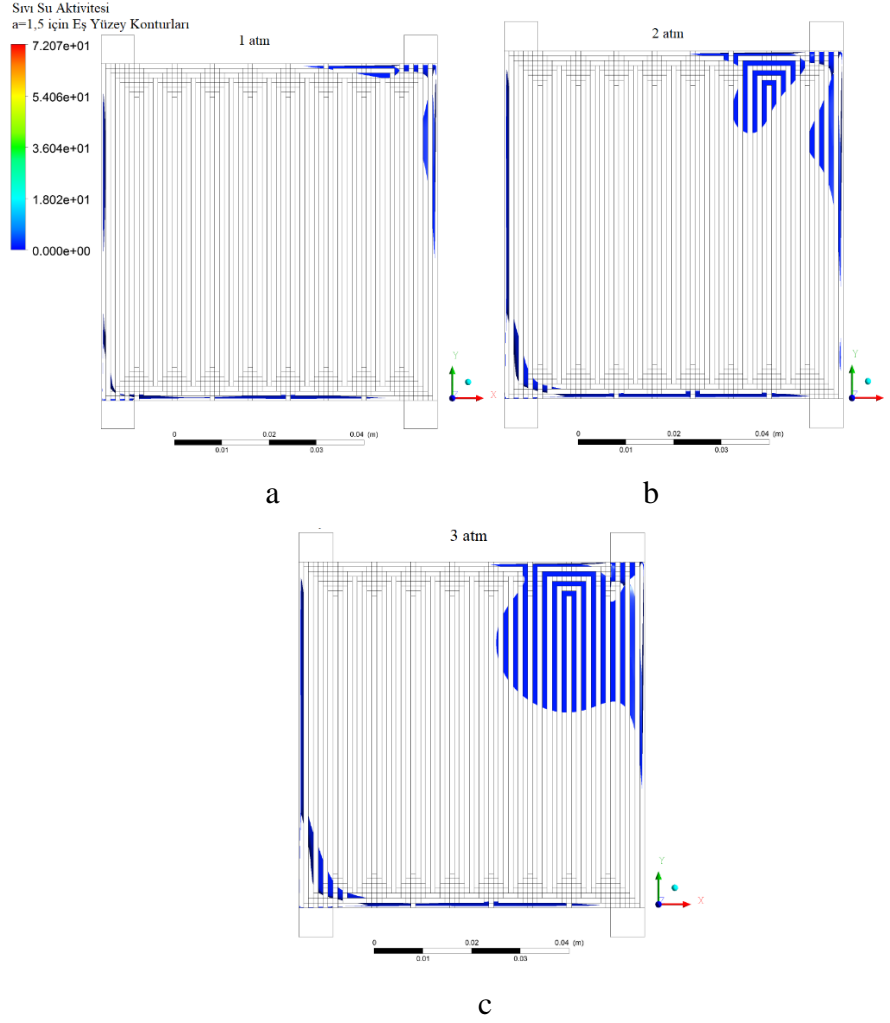 Sıvı Su Aktivitesi
a=1,5 için Eş Yüzey Konturları
7.207e+01
5.406e+01
3.604e+01
1.802e+01
0.000e+00
1 atm
Y
X
0 0.02 0.04 (m)
0.01 0.03
a
2 atm
Y
0 0.02 0.04 (m)
0.01 0.03
b
3 atm
Y
X
0 0.02 0.04 (m)
0.01 0.03
c